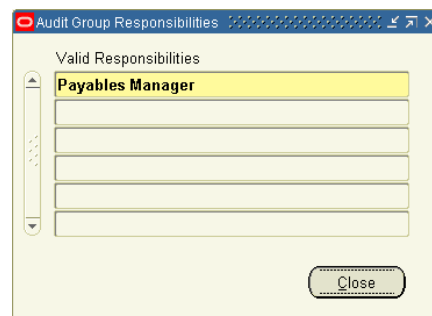 Audit Group Responsibilities
Valid Responsibilities
Payables Manager
Close